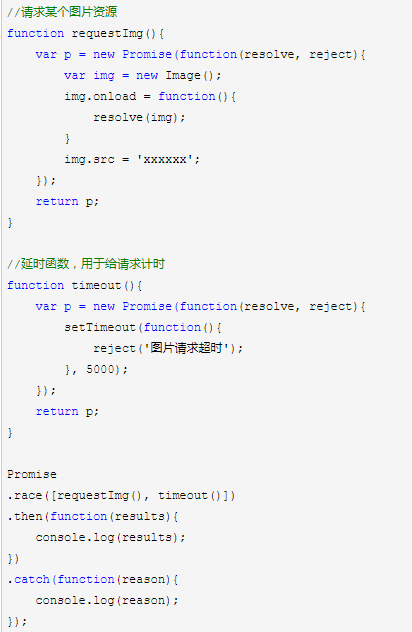 //请求某个图片资源
function requestImg(){
    var p = new Promise(function(resolve, reject){
        var img = new Image();
        img.onload = function(){
            resolve(img);
        }
        img.src = 'xxxxxx';
    });
    return p;
}

//延时函数，用于给请求计时
function timeout(){
    var p = new Promise(function(resolve, reject){
        setTimeout(function(){
            reject('图片请求超时');
        }, 5000);
    });
    return p;
}

Promise
.race([requestImg(), timeout()])
.then(function(results){
    console.log(results);
})
.catch(function(reason){
    console.log(reason);
});